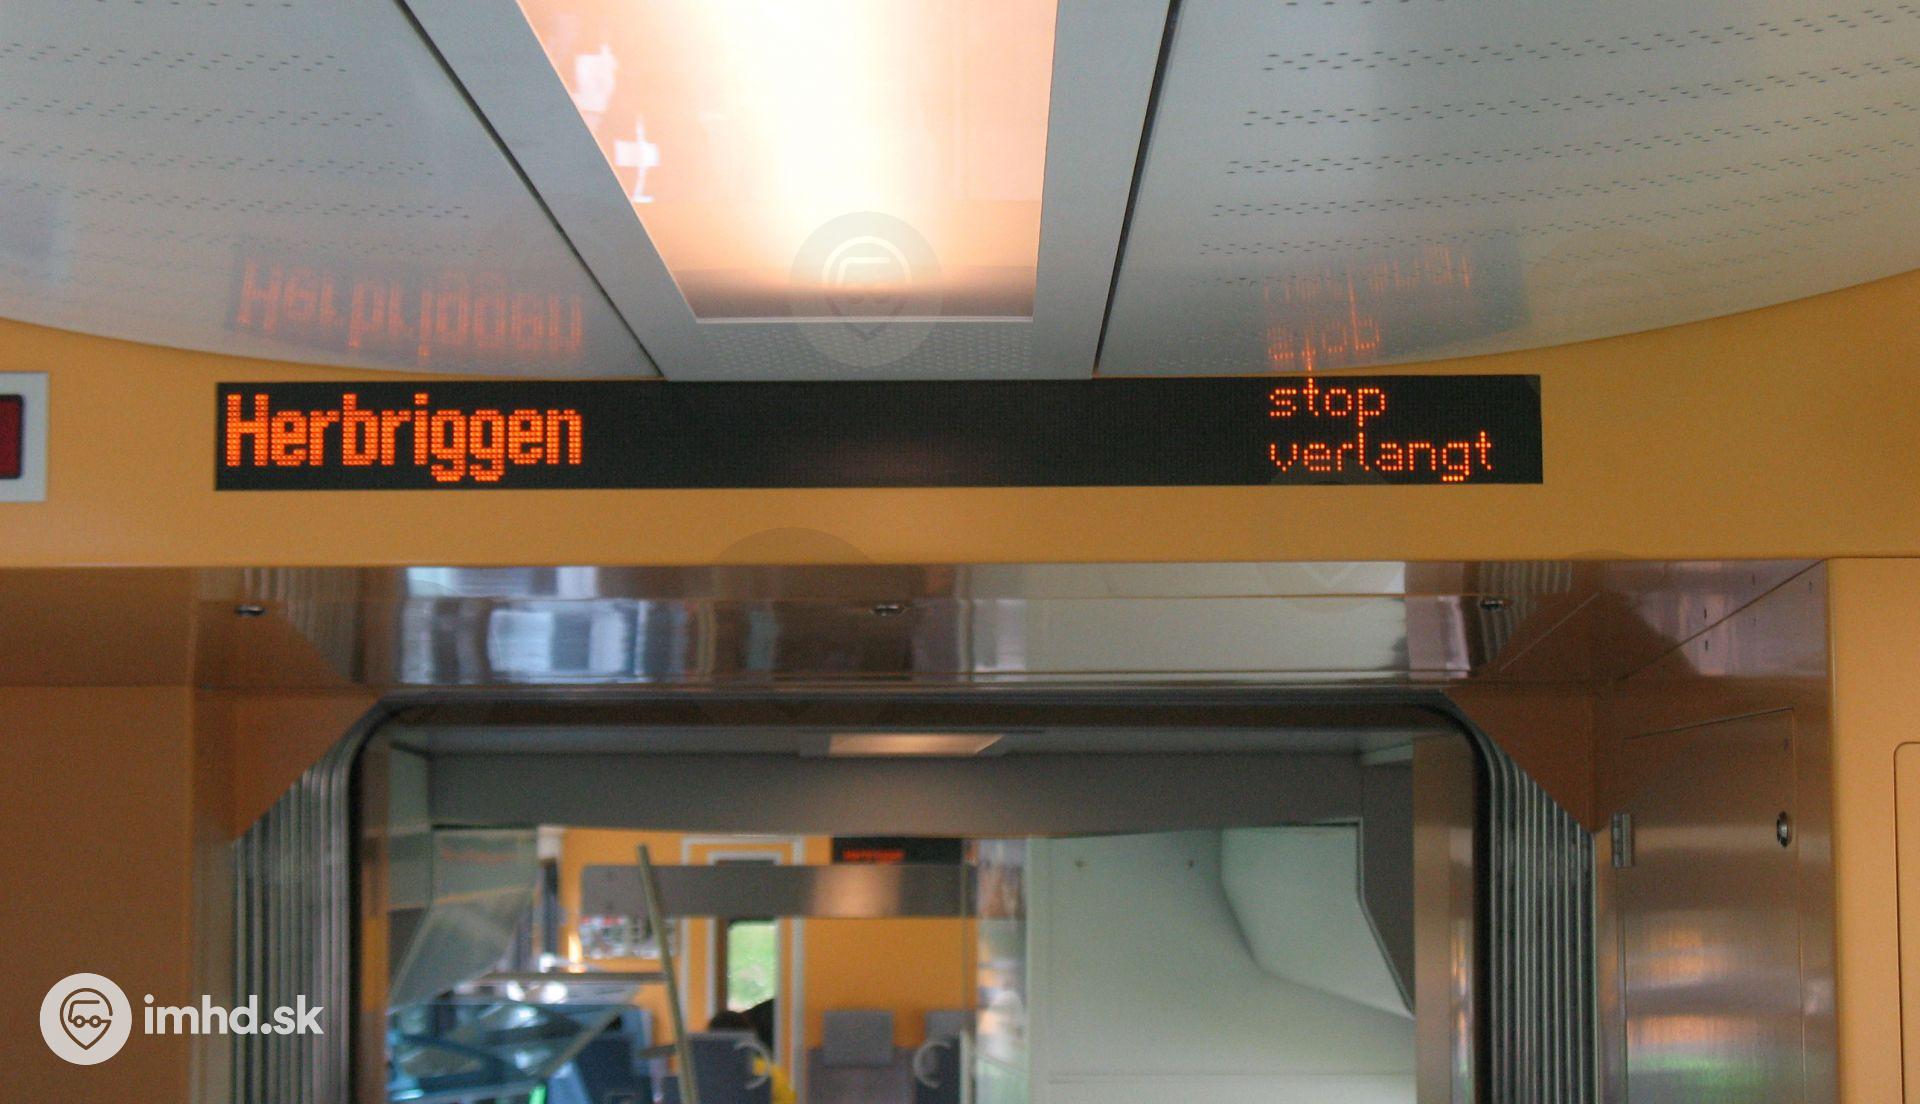 Herbriggen
stop
verlangt
imhd.sk